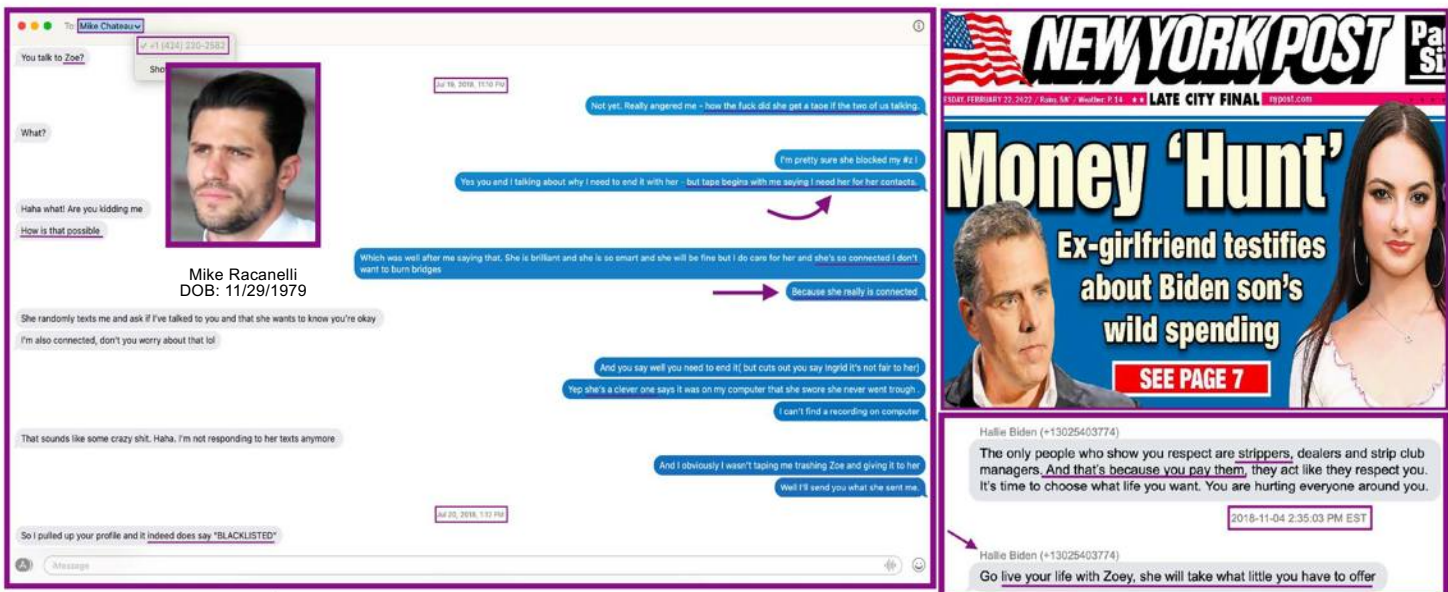 To: Mike Chateau
✓ +1 (424) 220-2582
Sho
You talk to Zoe?
Jul 19, 2018, 11:10 PM
Not yet. Really angered me – how the fuck did she get a tape if the two of us talking.
What?
I'm pretty sure she blocked my #z !
Yes you and I talking about why I need to end it with her – but tape begins with me saying I need her for her contacts.
Haha what! Are you kidding me
How is that possible
Mike Racanelli
DOB: 11/29/1979
Which was well after me saying that. She is brilliant and she is so smart and she will be fine but I do care for her and she's so connected I don't
want to burn bridges
Because she really is connected
She randomly texts me and ask if I've talked to you and that she wants to know you're okay
I'm also connected, don't you worry about that lol
And you say well you need to end it( but cuts out you say Ingrid it's not fair to her)
Yep she's a clever one says it was on my computer that she swore she never went trough .
I can't find a recording on computer
That sounds like some crazy shit. Haha. I'm not responding to her texts anymore
And I obviously I wasn't taping me trashing Zoe and giving it to her
Well I'll send you what she sent me.
Jul 20, 2018, 1:12 PM
So I pulled up your profile and it indeed does say "BLACKLISTED"
iMessage
NEW YORK POST
Pa
Si
ESDAY, FEBRUARY 22, 2022 / Rain, 58° / Weather: P. 14 ★★ LATE CITY FINAL nypost.com
Money 'Hunt'
Ex-girlfriend testifies
about Biden son's
wild spending
SEE PAGE 7
Hallie Biden (+13025403774)
The only people who show you respect are strippers, dealers and strip club
managers. And that's because you pay them, they act like they respect you.
It's time to choose what life you want. You are hurting everyone around you.
2018-11-04 2:35:03 PM EST
Hallie Biden (+13025403774)
Go live your life with Zoey, she will take what little you have to offer